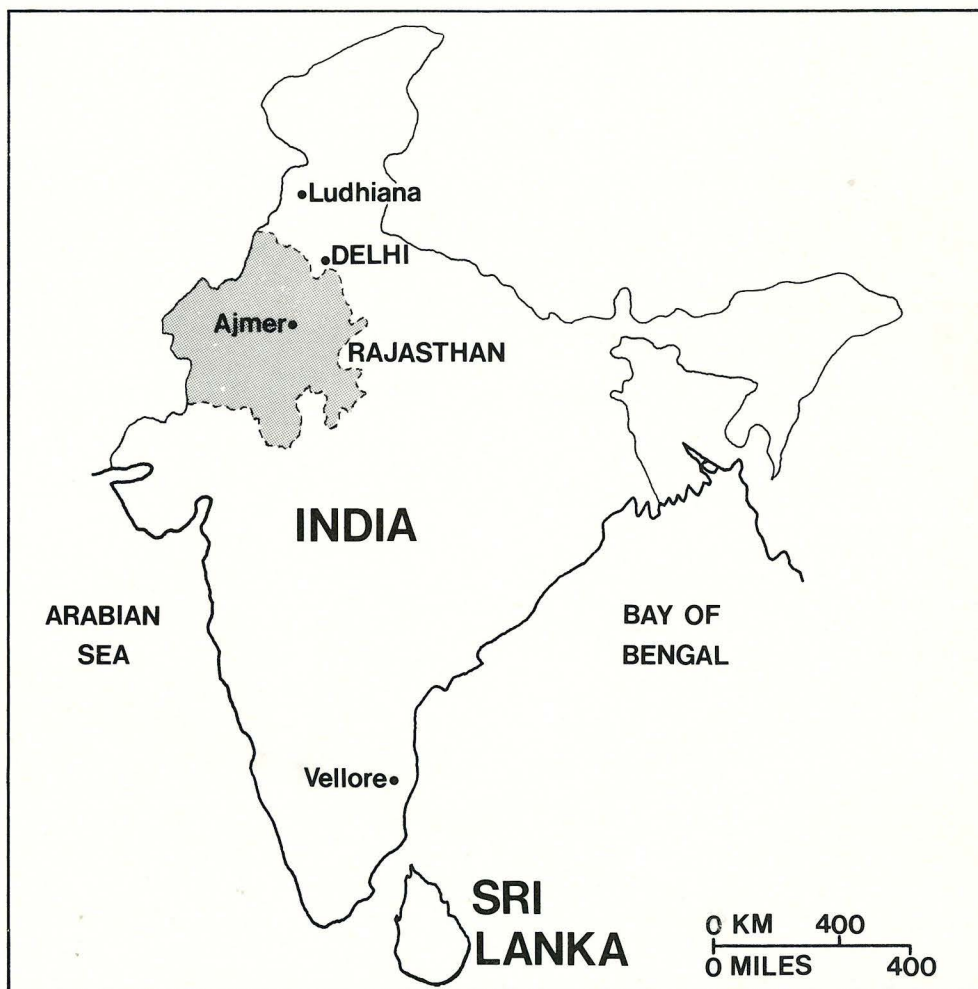 Ludhiana
DELHI
Ajmer
RAJASTHAN
INDIA
ARABIAN
SEA
BAY OF
BENGAL
Vellore
SRI
LANKA
0 KM 400
0 MILES 400